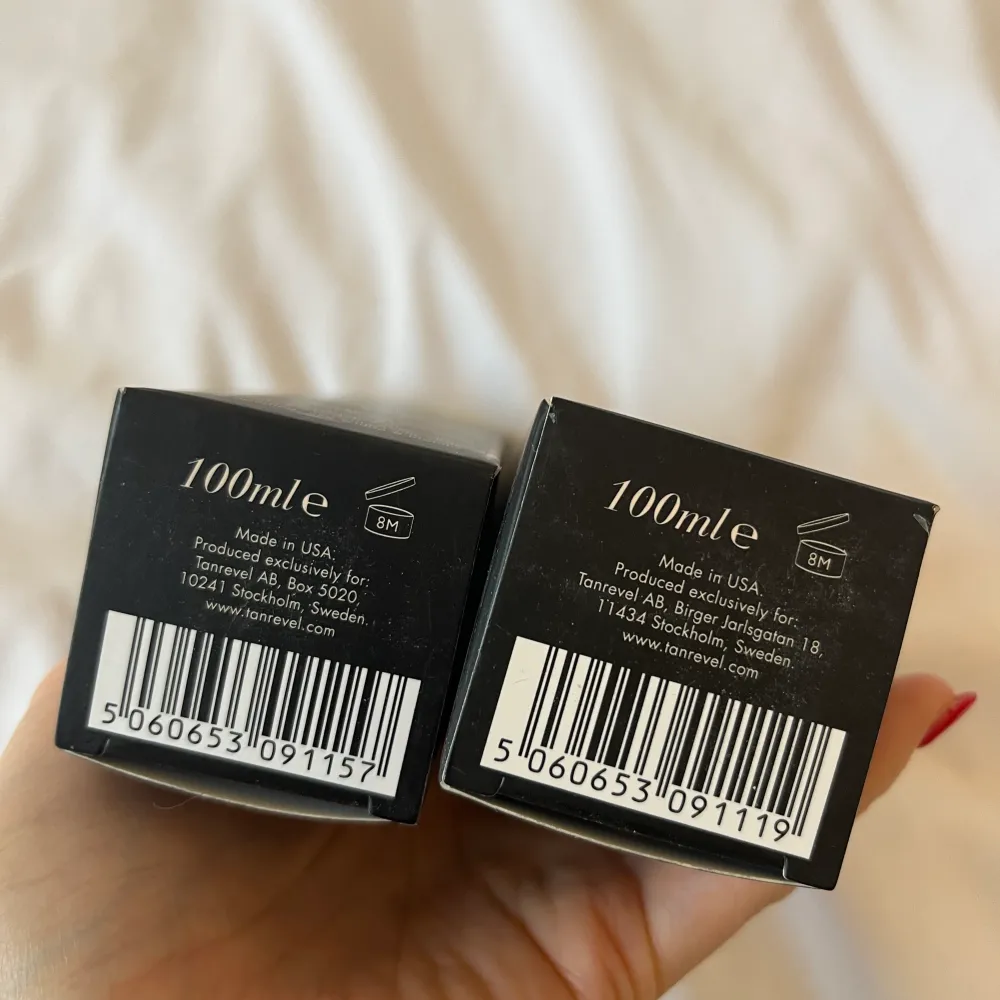 100ml e
8M
Made in USA.
Produced exclusively for:
Tanrevel AB, Box 5020,
10241 Stockholm, Sweden.
www.tanrevel.com
5 060653 091157
100ml e
8M
Made in USA.
Produced exclusively for:
Tanrevel AB, Birger Jarlsgatan 18,
11434 Stockholm, Sweden.
www.tanrevel.com
5 060653 091119